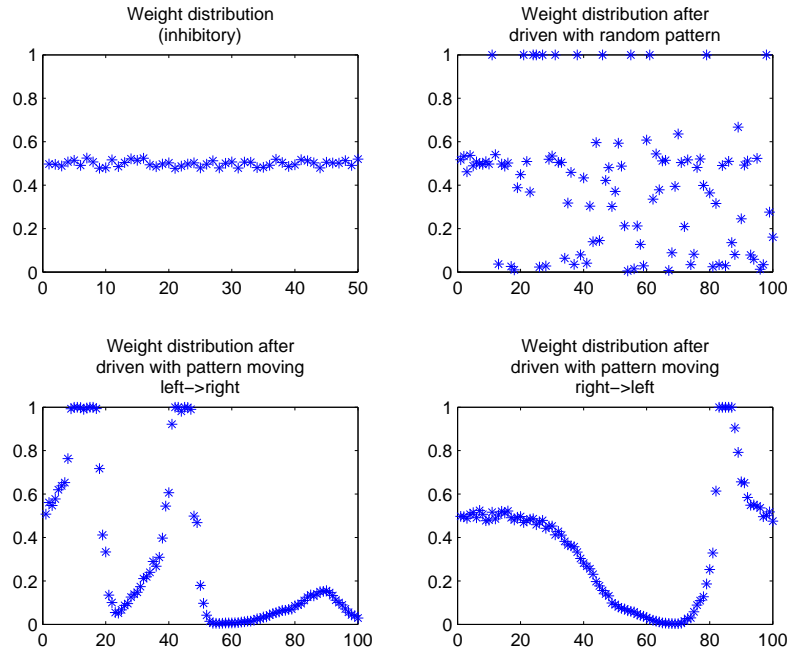 Weight distribution
(inhibitory)
1
0.8
0.6
0.4
0.2
0
0 10 20 30 40 50
Weight distribution after
driven with random pattern
1
0.8
0.6
0.4
0.2
0
0 20 40 60 80 100
Weight distribution after
driven with pattern moving
left−>right
1
0.8
0.6
0.4
0.2
0
0 20 40 60 80 100
Weight distribution after
driven with pattern moving
right−>left
1
0.8
0.6
0.4
0.2
0
0 20 40 60 80 100